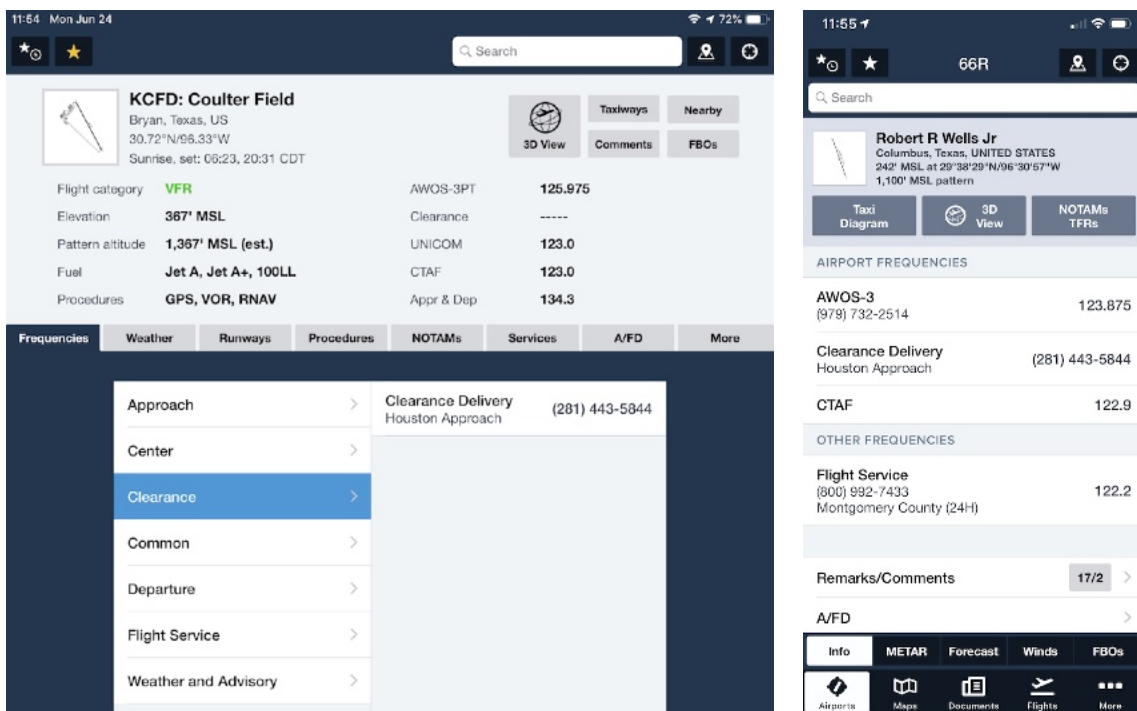 11:54 Mon Jun 24
72%
Search
KCFD: Coulter Field
Bryan, Texas, US
30.72°N/96.33°W
Sunrise, set: 06:23, 20:31 CDT
3D View
Taxiways
Nearby
Comments
FBOs
Flight category VFR
Elevation 367' MSL
Pattern altitude 1,367' MSL (est.)
Fuel Jet A, Jet A+, 100LL
Procedures GPS, VOR, RNAV
AWOS-3PT 125.975
Clearance -----
UNICOM 123.0
CTAF 123.0
Appr & Dep 134.3
Frequencies Weather Runways Procedures NOTAMs Services A/FD More
Approach
Center
Clearance
Common
Departure
Flight Service
Weather and Advisory
Clearance Delivery (281) 443-5844
Houston Approach
11:55
66R
Search
Robert R Wells Jr
Columbus, Texas, UNITED STATES
242' MSL at 29°38'29"N/96°30'57"W
1,100' MSL pattern
Taxi
Diagram
3D
View
NOTAMs
TFRs
AIRPORT FREQUENCIES
AWOS-3 123.875
(979) 732-2514
Clearance Delivery (281) 443-5844
Houston Approach
CTAF 122.9
OTHER FREQUENCIES
Flight Service 122.2
(800) 992-7433
Montgomery County (24H)
Remarks/Comments 17/2
A/FD
Info METAR Forecast Winds FBOs
Airports Maps Documents Flights More